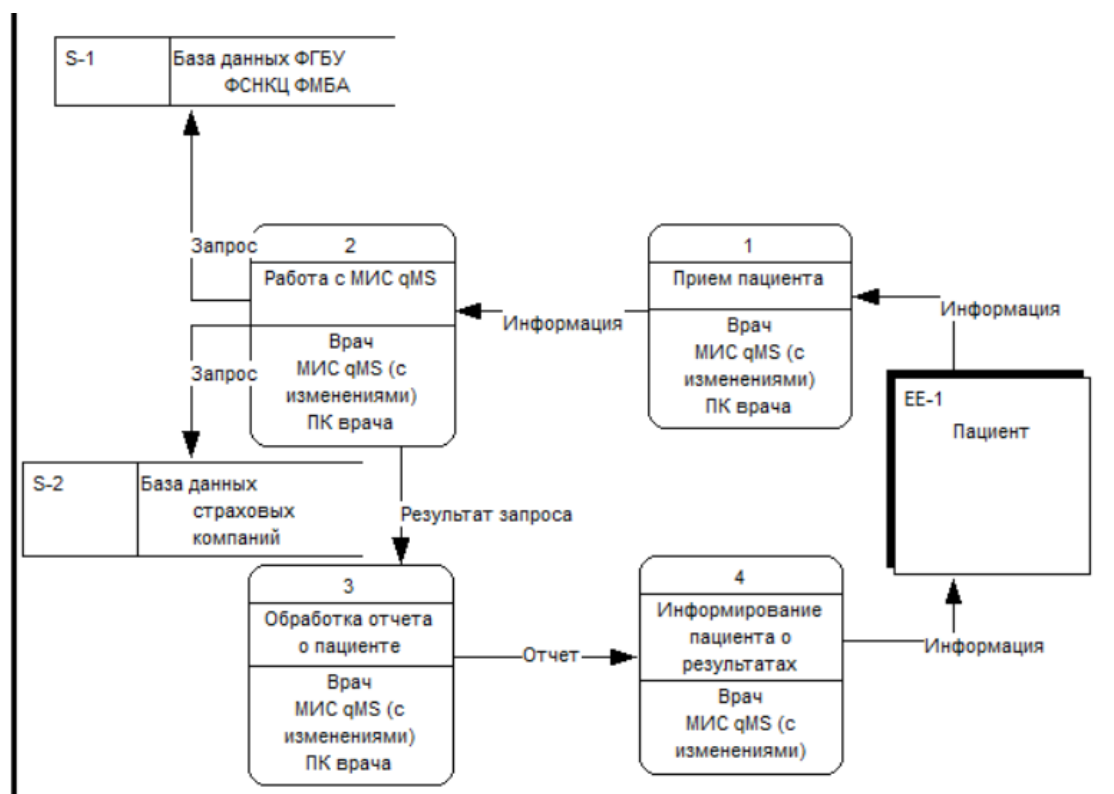 S-1
База данных ФГБУ
ФСНКЦ ФМБА
Запрос
2
Работа с МИС qMS
Врач
МИС qMS (с
изменениями)
ПК врача
Информация
1
Прием пациента
Врач
МИС qMS (с
изменениями)
ПК врача
Информация
EE-1
Пациент
Запрос
S-2
База данных
страховых
компаний
Результат запроса
3
Обработка отчета
о пациенте
Врач
МИС qMS (с
изменениями)
ПК врача
Отчет
4
Информирование
пациента о
результатах
Врач
МИС qMS (с
изменениями)
Информация